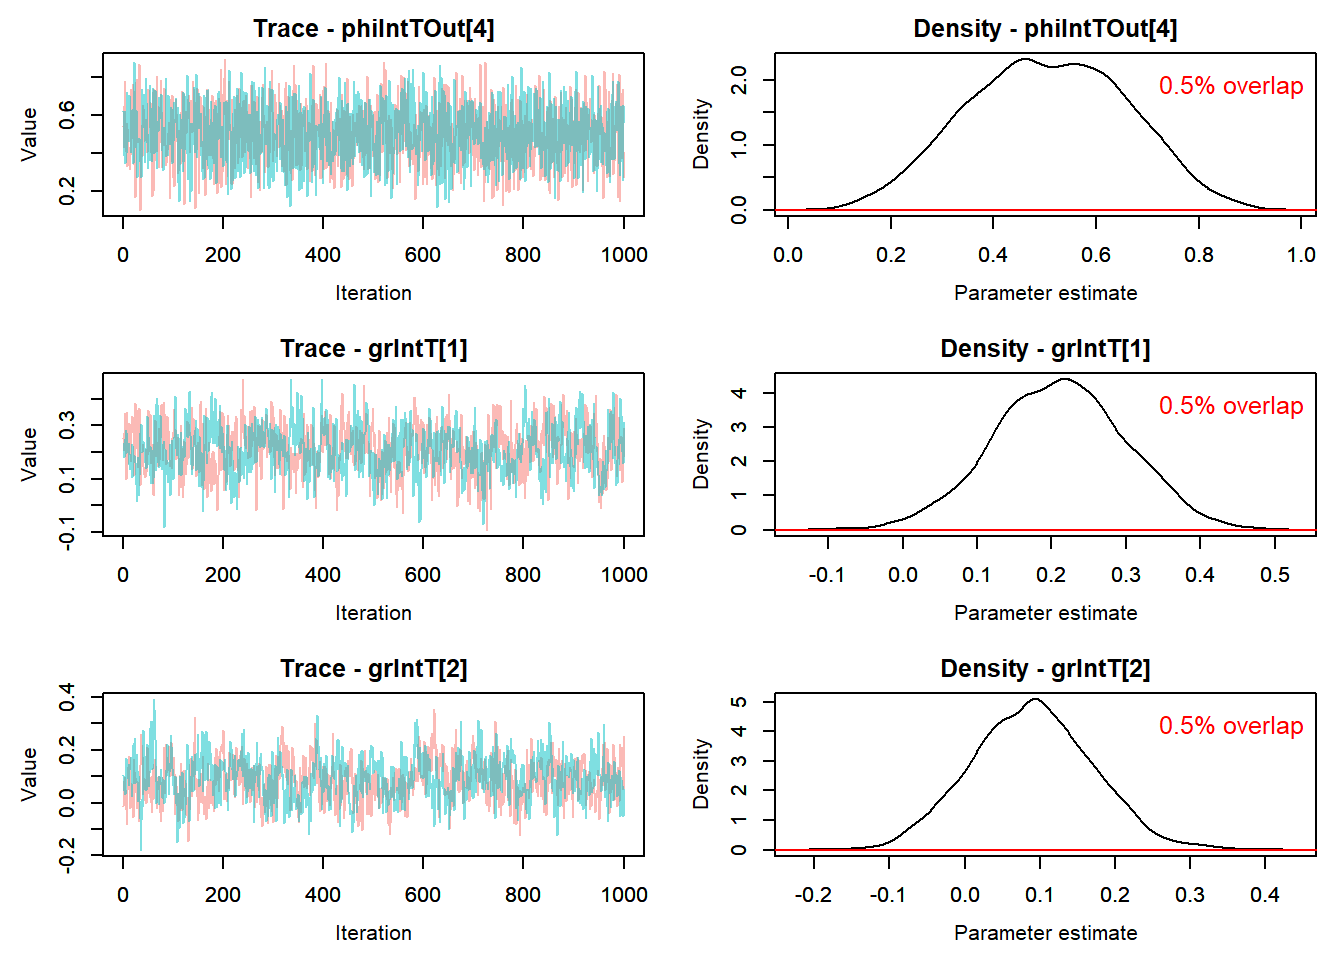 Trace - phiIntTOut[4]
Value
0.2 0.6
0 200 400 600 800 1000
Iteration
Density - phiIntTOut[4]
0.5% overlap
Density
0.0 1.0 2.0
0.0 0.2 0.4 0.6 0.8 1.0
Parameter estimate
Trace - grIntT[1]
Value
-0.1 0.1 0.3
0 200 400 600 800 1000
Iteration
Density - grIntT[1]
0.5% overlap
Density
0 1 2 3 4
-0.1 0.0 0.1 0.2 0.3 0.4 0.5
Parameter estimate
Trace - grIntT[2]
Value
-0.2 0.0 0.2 0.4
0 200 400 600 800 1000
Iteration
Density - grIntT[2]
0.5% overlap
Density
0 1 2 3 4 5
-0.2 -0.1 0.0 0.1 0.2 0.3 0.4
Parameter estimate